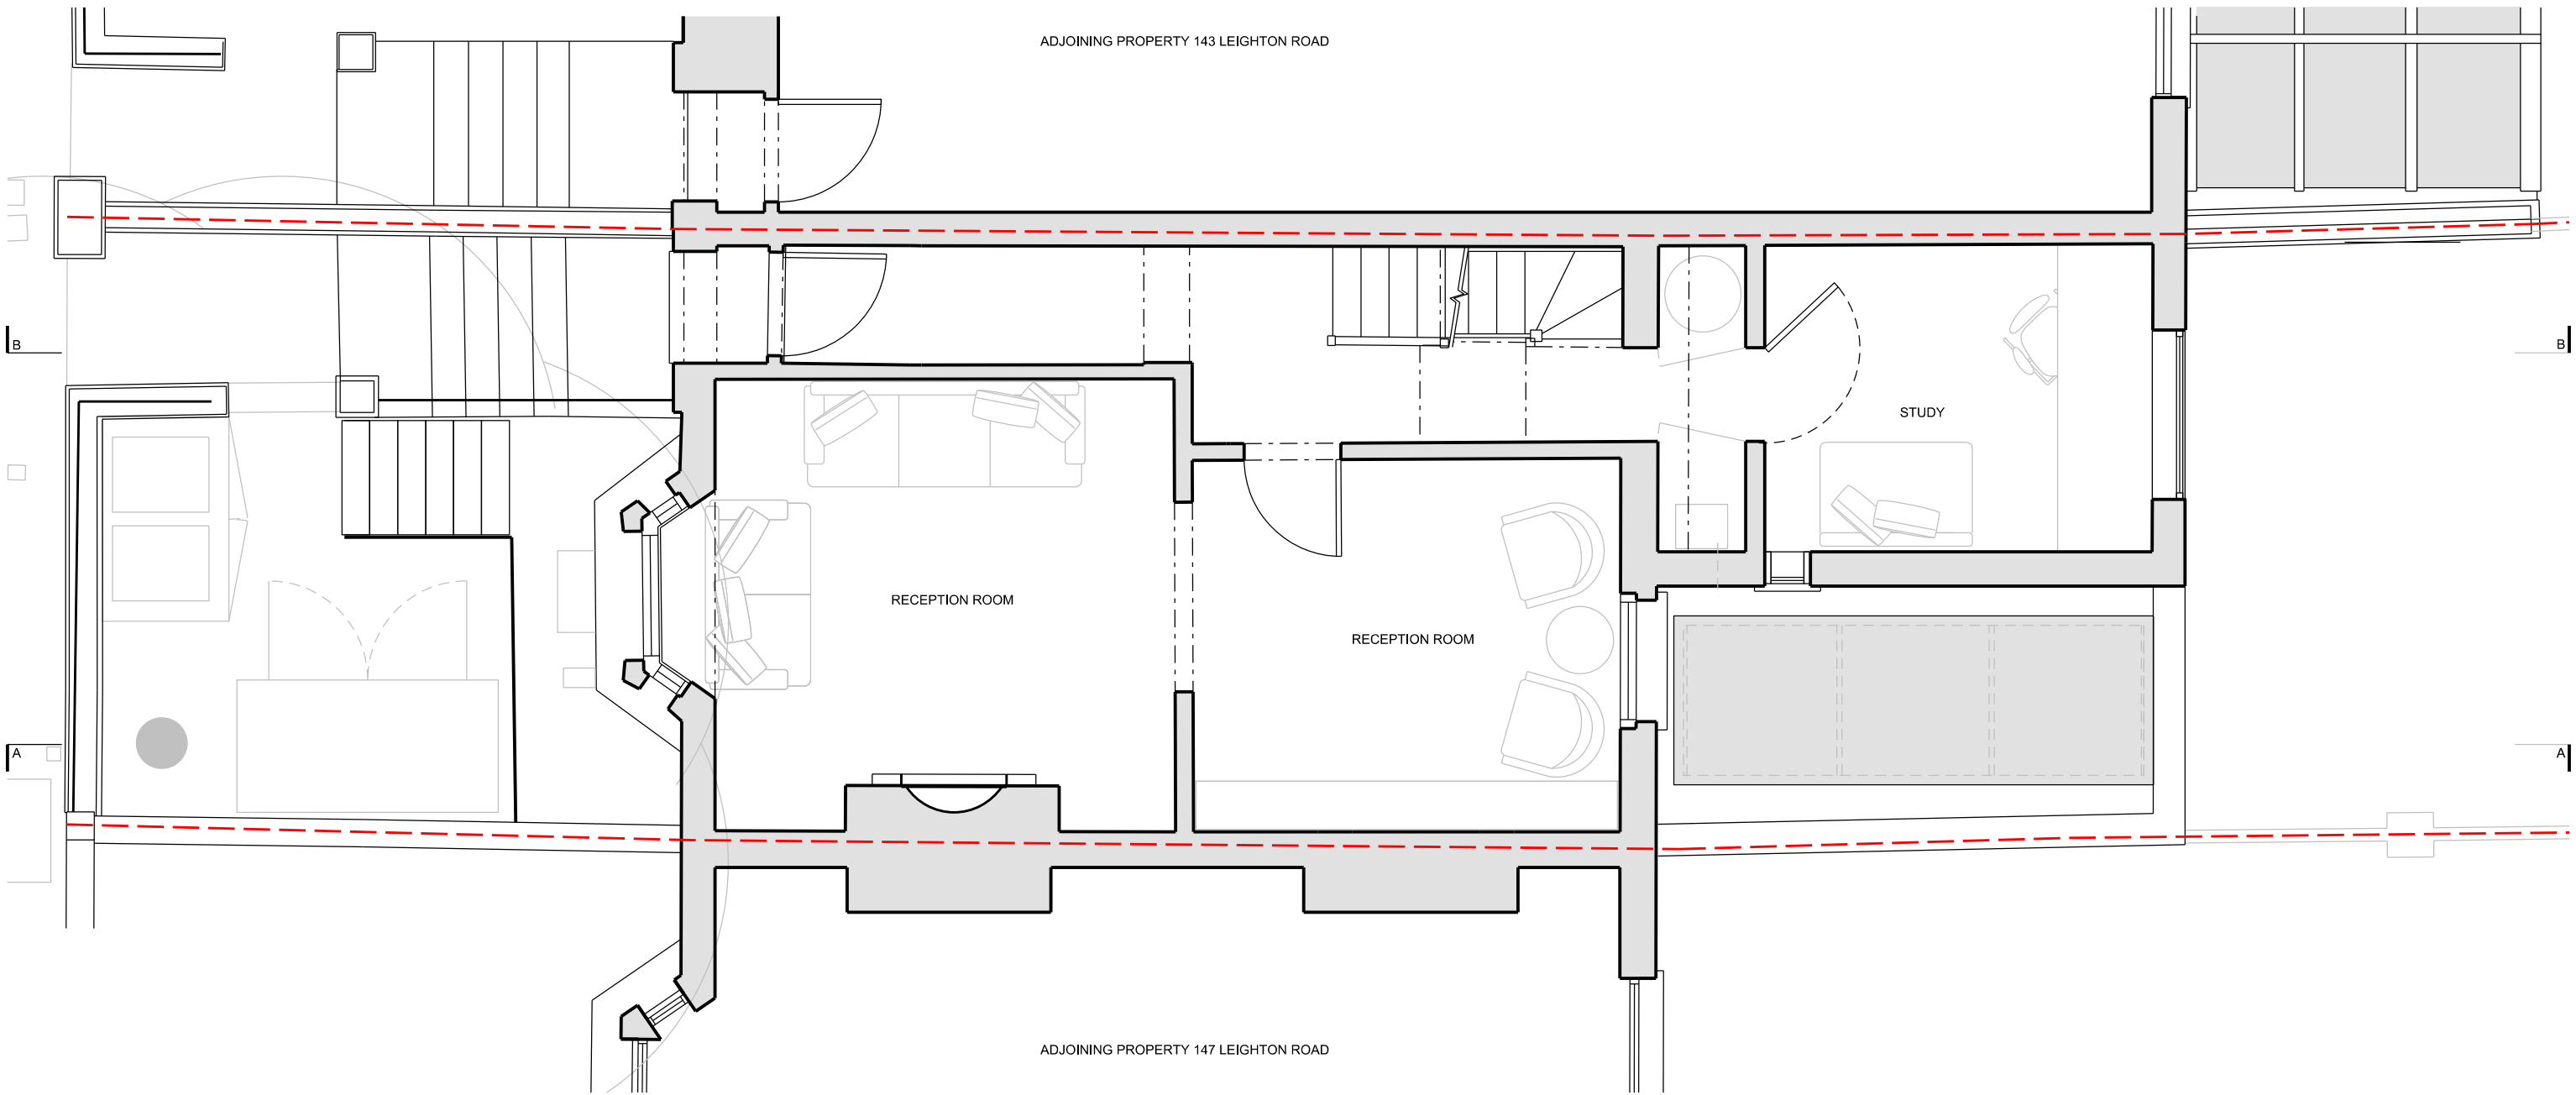 ADJOINING PROPERTY 143 LEIGHTON ROAD
B
B
STUDY
RECEPTION ROOM
RECEPTION ROOM
A
A
ADJOINING PROPERTY 147 LEIGHTON ROAD